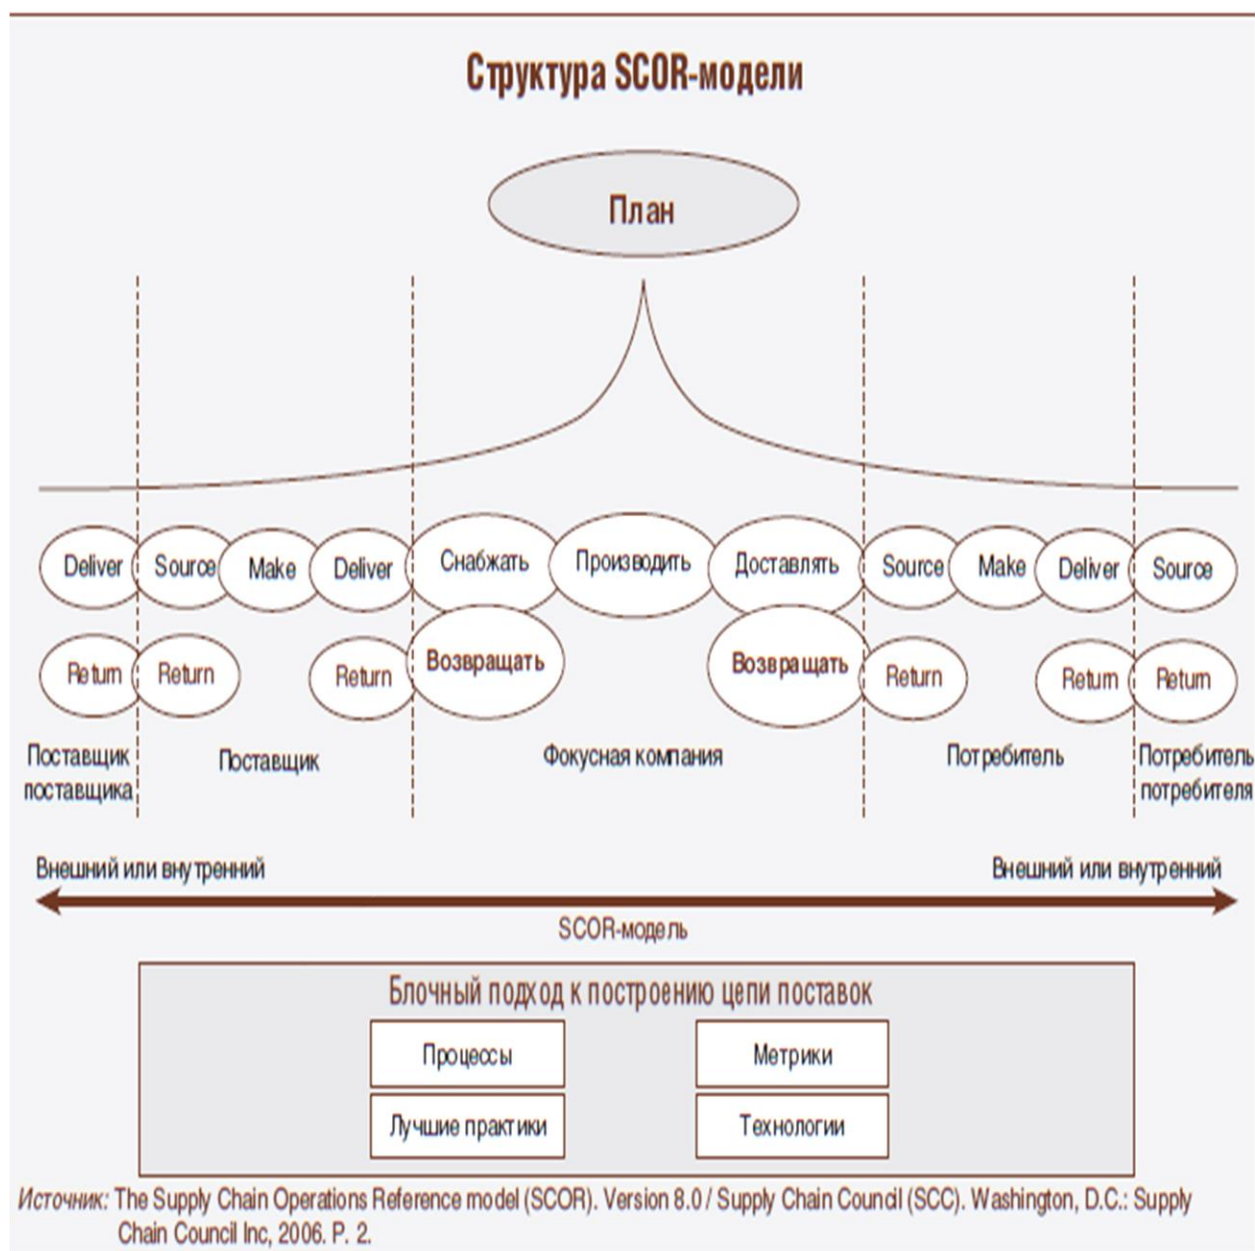 Структура SCOR-модели
План
Deliver Source Make Deliver Снабжать Производить Доставлять Source Make Deliver Source
Return Return Return Возвращать Возвращать Return Return Return
Поставщик поставщика
Поставщик
Фокусная компания
Потребитель
Потребитель потребителя
Внешний или внутренний
Внешний или внутренний
SCOR-модель
Блочный подход к построению цепи поставок
Процессы
Метрики
Лучшие практики
Технологии
Источник: The Supply Chain Operations Reference model (SCOR). Version 8.0 / Supply Chain Council (SCC). Washington, D.C.: Supply
Chain Council Inc, 2006. P. 2.